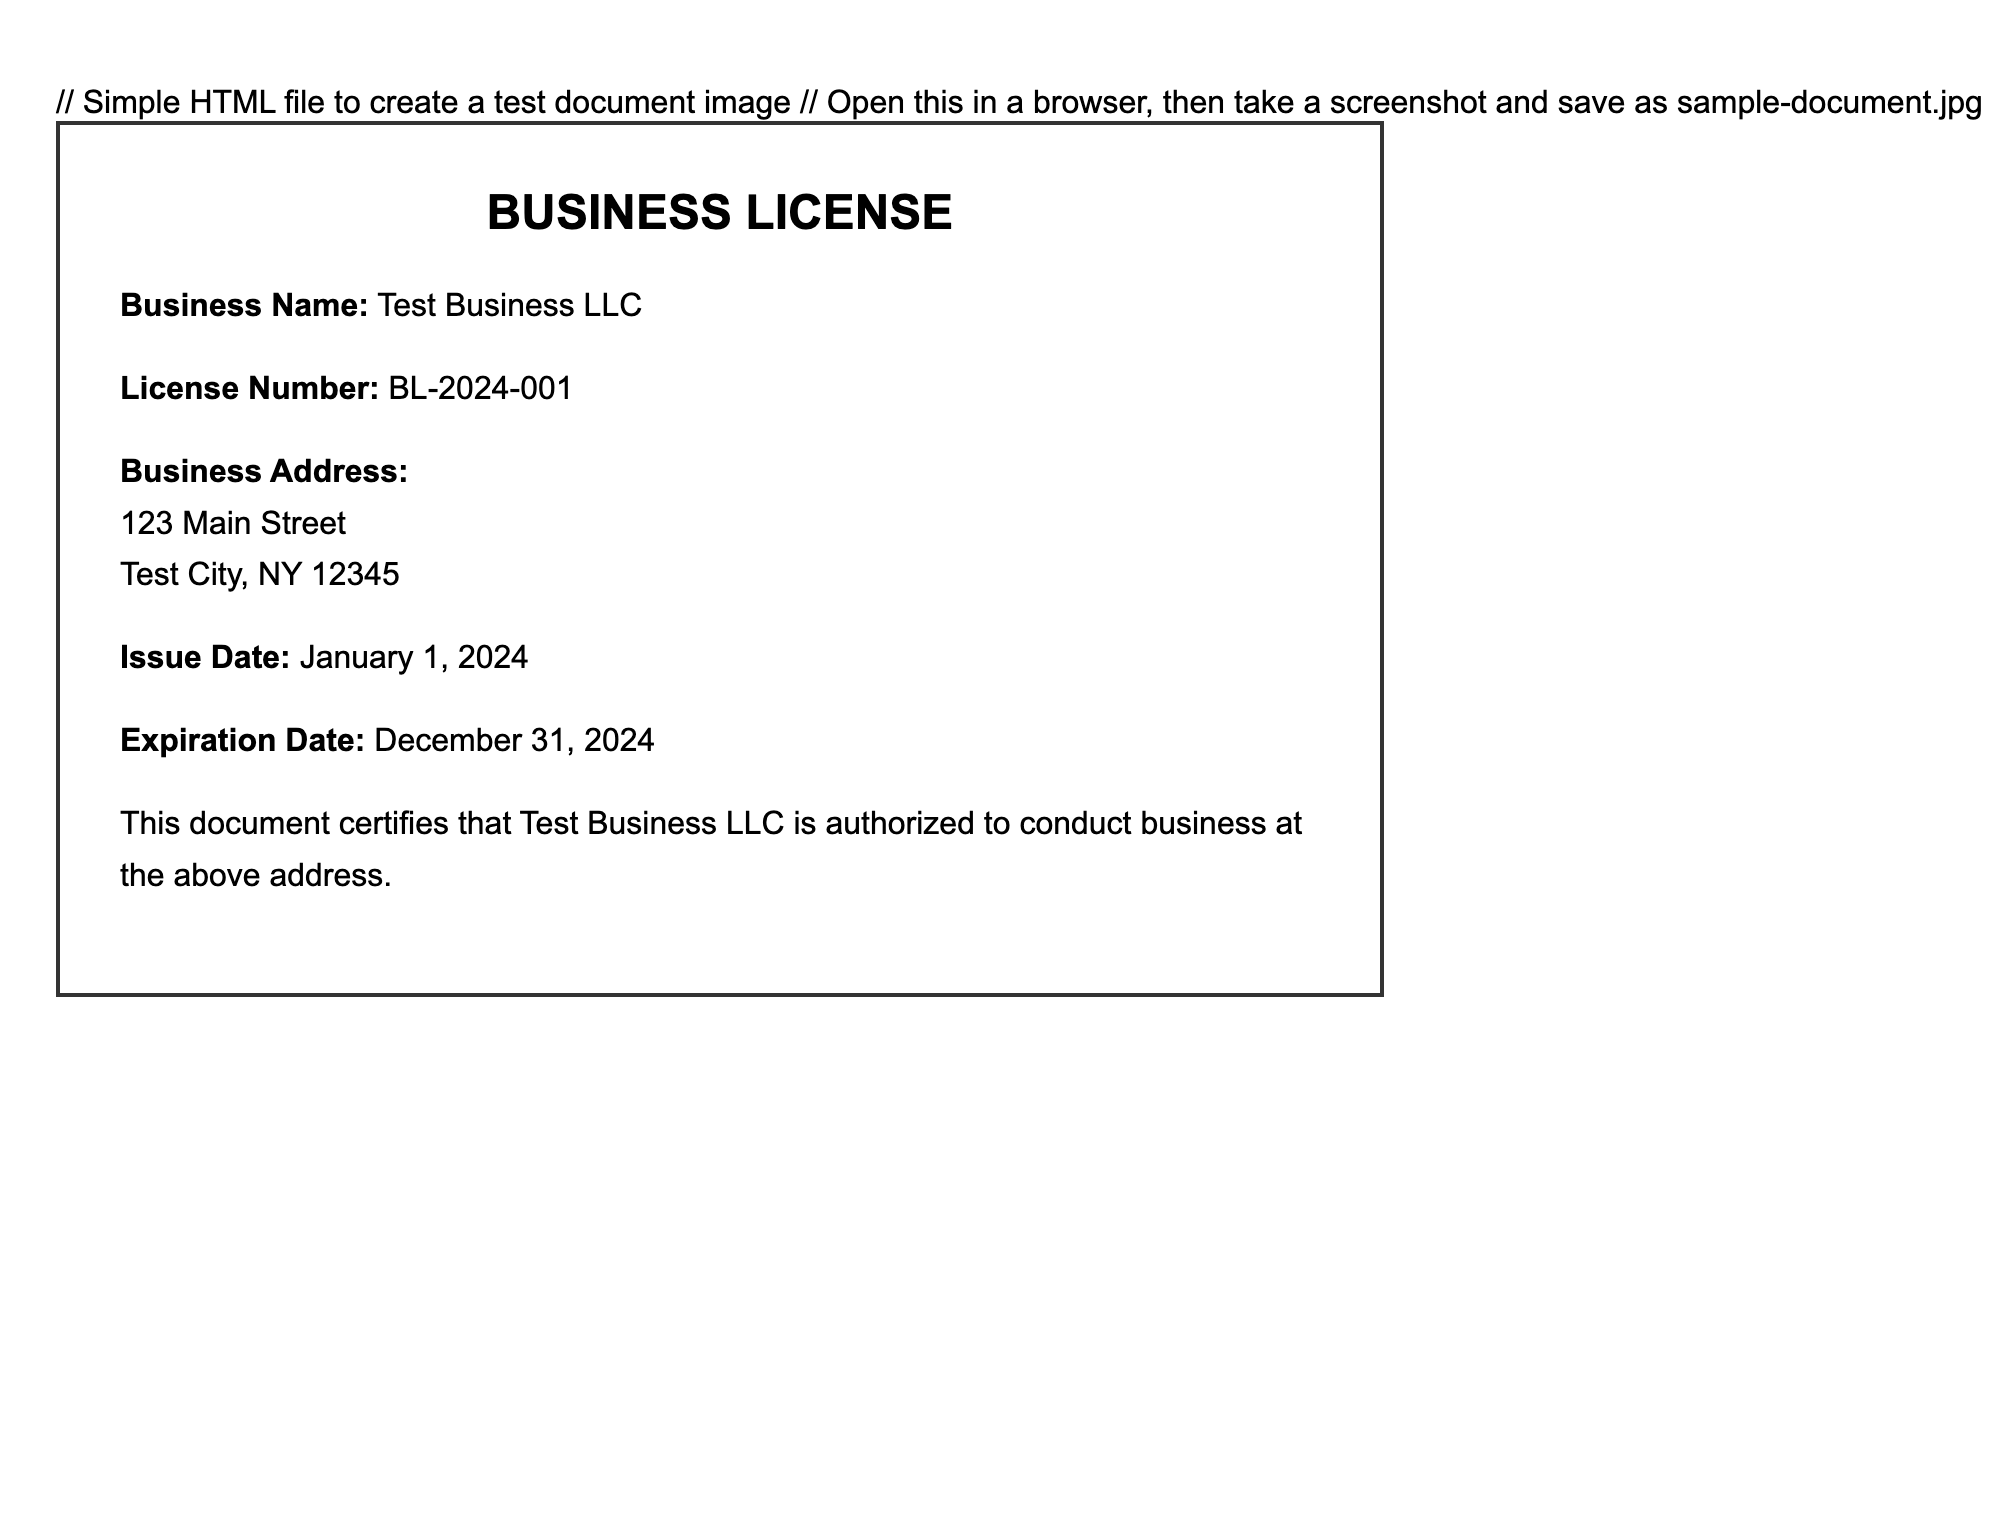 // Simple HTML file to create a test document image // Open this in a browser, then take a screenshot and save as sample-document.jpg
BUSINESS LICENSE
Business Name: Test Business LLC
License Number: BL-2024-001
Business Address:
123 Main Street
Test City, NY 12345
Issue Date: January 1, 2024
Expiration Date: December 31, 2024
This document certifies that Test Business LLC is authorized to conduct business at
the above address.